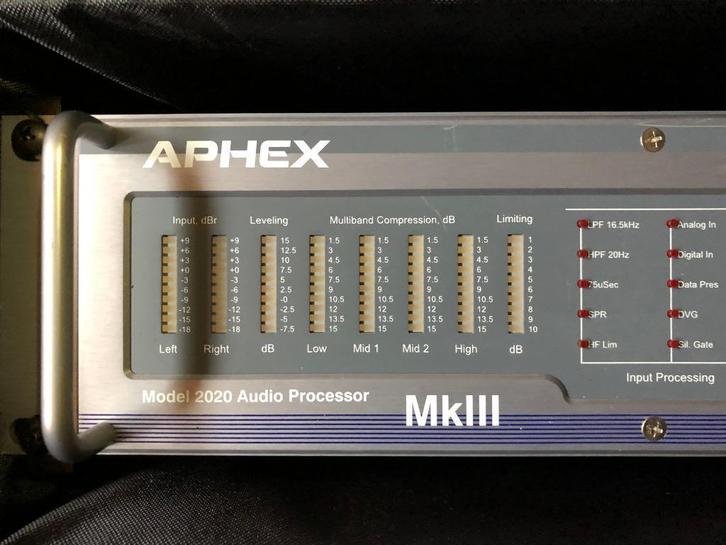 APHEX
Input, dBr Leveling Multiband Compression, dB Limiting
+9 +9 15 1.5 1.5 1.5 1.5 1
+6 +6 12.5 3 3 3 3 2
+3 +3 10 4.5 4.5 4.5 4.5 3
+0 +0 7.5 6 6 6 6 4
-3 -3 5 7.5 7.5 7.5 7.5 5
-6 -6 2.5 9 9 9 9 6
-9 -9 -0 10.5 10.5 10.5 10.5 7
-12 -12 -2.5 12 12 12 12 8
-15 -15 -5 13.5 13.5 13.5 13.5 9
-18 -18 -7.5 15 15 15 15 10
Left Right dB Low Mid 1 Mid 2 High dB
LPF 16.5kHz Analog In
HPF 20Hz Digital In
75uSec Data Pres
SPR DVG
HF Lim Sil. Gate
Input Processing
Model 2020 Audio Processor
MkIII